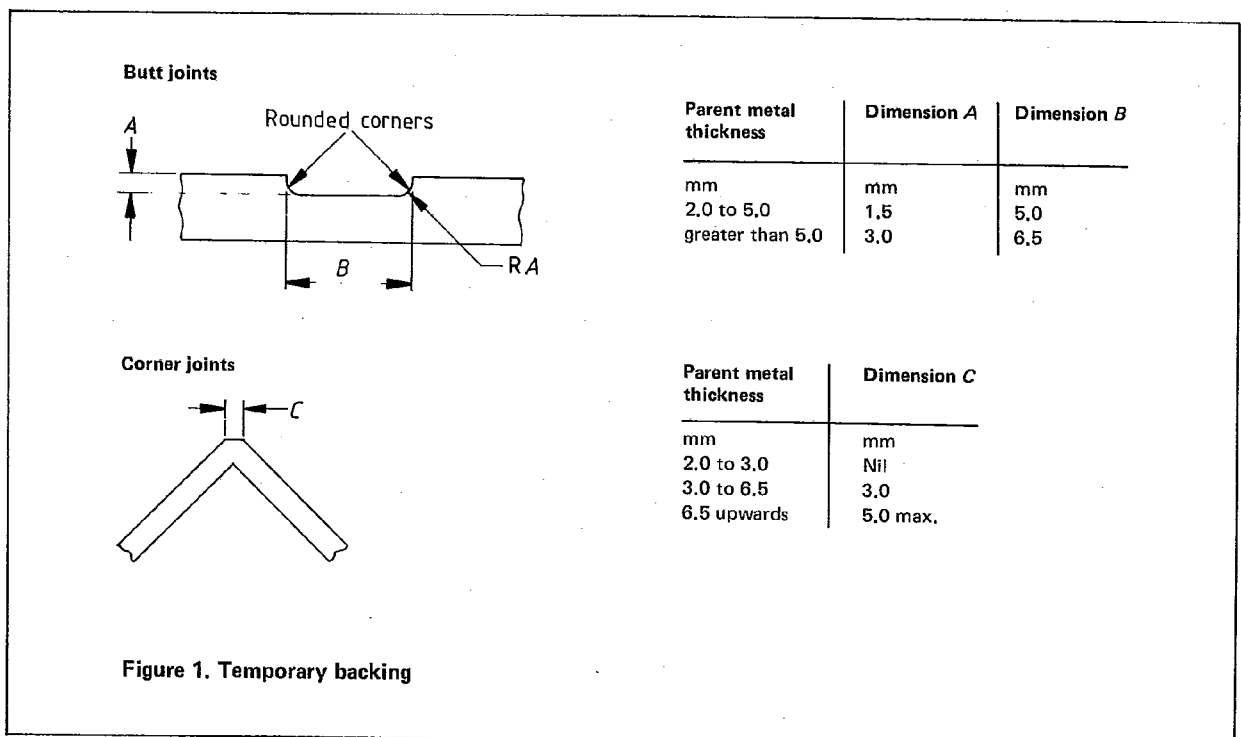 Butt joints
A
Rounded corners
B
RA
Parent metal thickness | Dimension A | Dimension B
mm | mm | mm
2.0 to 5.0 | 1.5 | 5.0
greater than 5.0 | 3.0 | 6.5
Corner joints
C
Parent metal thickness | Dimension C
mm | mm
2.0 to 3.0 | Nil
3.0 to 6.5 | 3.0
6.5 upwards | 5.0 max.
Figure 1. Temporary backing